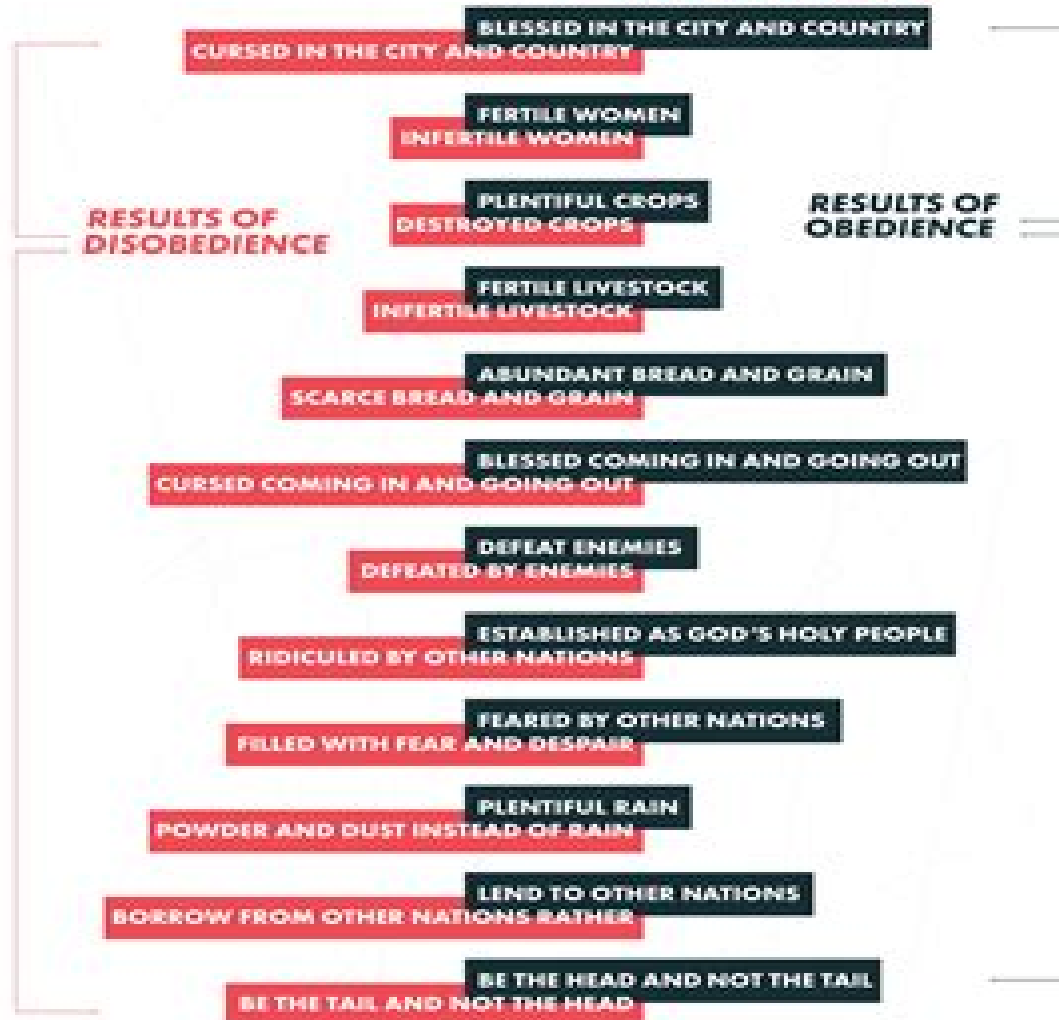 BLESSED IN THE CITY AND COUNTRY
CURSED IN THE CITY AND COUNTRY
FERTILE WOMEN
INFERTILE WOMEN
PLENTIFUL CROPS
DESTROYED CROPS
RESULTS OF
DISOBEDIENCE
RESULTS OF
OBEDIENCE
FERTILE LIVESTOCK
INFERTILE LIVESTOCK
ABUNDANT BREAD AND GRAIN
SCARCE BREAD AND GRAIN
BLESSED COMING IN AND GOING OUT
CURSED COMING IN AND GOING OUT
DEFEAT ENEMIES
DEFEATED BY ENEMIES
ESTABLISHED AS GOD'S HOLY PEOPLE
RIDICULED BY OTHER NATIONS
FEARED BY OTHER NATIONS
FILLED WITH FEAR AND DESPAIR
PLENTIFUL RAIN
POWDER AND DUST INSTEAD OF RAIN
LEND TO OTHER NATIONS
BORROW FROM OTHER NATIONS RATHER
BE THE HEAD AND NOT THE TAIL
BE THE TAIL AND NOT THE HEAD